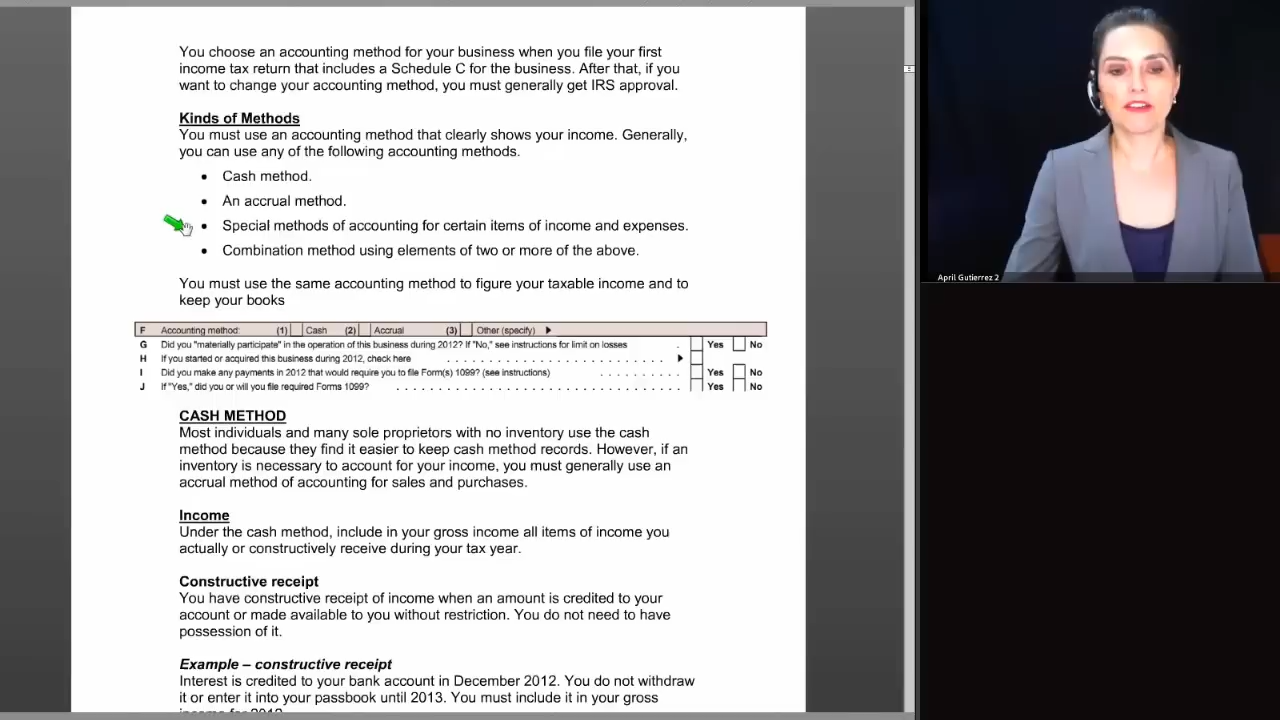 You choose an accounting method for your business when you file your first
income tax return that includes a Schedule C for the business. After that, if you
want to change your accounting method, you must generally get IRS approval.
Kinds of Methods
You must use an accounting method that clearly shows your income. Generally,
you can use any of the following accounting methods.
• Cash method.
• An accrual method.
• Special methods of accounting for certain items of income and expenses.
• Combination method using elements of two or more of the above.
You must use the same accounting method to figure your taxable income and to
keep your books
F Accounting method: (1) Cash (2) Accrual (3) Other (specify) ▶
G Did you "materially participate" in the operation of this business during 2012? If "No," see instructions for limit on losses . Yes No
H If you started or acquired this business during 2012, check here . . . . . . . . . . . . . . . . . ▶
I Did you make any payments in 2012 that would require you to file Form(s) 1099? (see instructions) . . . . . . . . Yes No
J If "Yes," did you or will you file required Forms 1099? . . . . . . . . . . . . . . . . . . . . . Yes No
CASH METHOD
Most individuals and many sole proprietors with no inventory use the cash
method because they find it easier to keep cash method records. However, if an
inventory is necessary to account for your income, you must generally use an
accrual method of accounting for sales and purchases.
Income
Under the cash method, include in your gross income all items of income you
actually or constructively receive during your tax year.
Constructive receipt
You have constructive receipt of income when an amount is credited to your
account or made available to you without restriction. You do not need to have
possession of it.
Example – constructive receipt
Interest is credited to your bank account in December 2012. You do not withdraw
it or enter it into your passbook until 2013. You must include it in your gross
income for 2012.
April Gutierrez 2